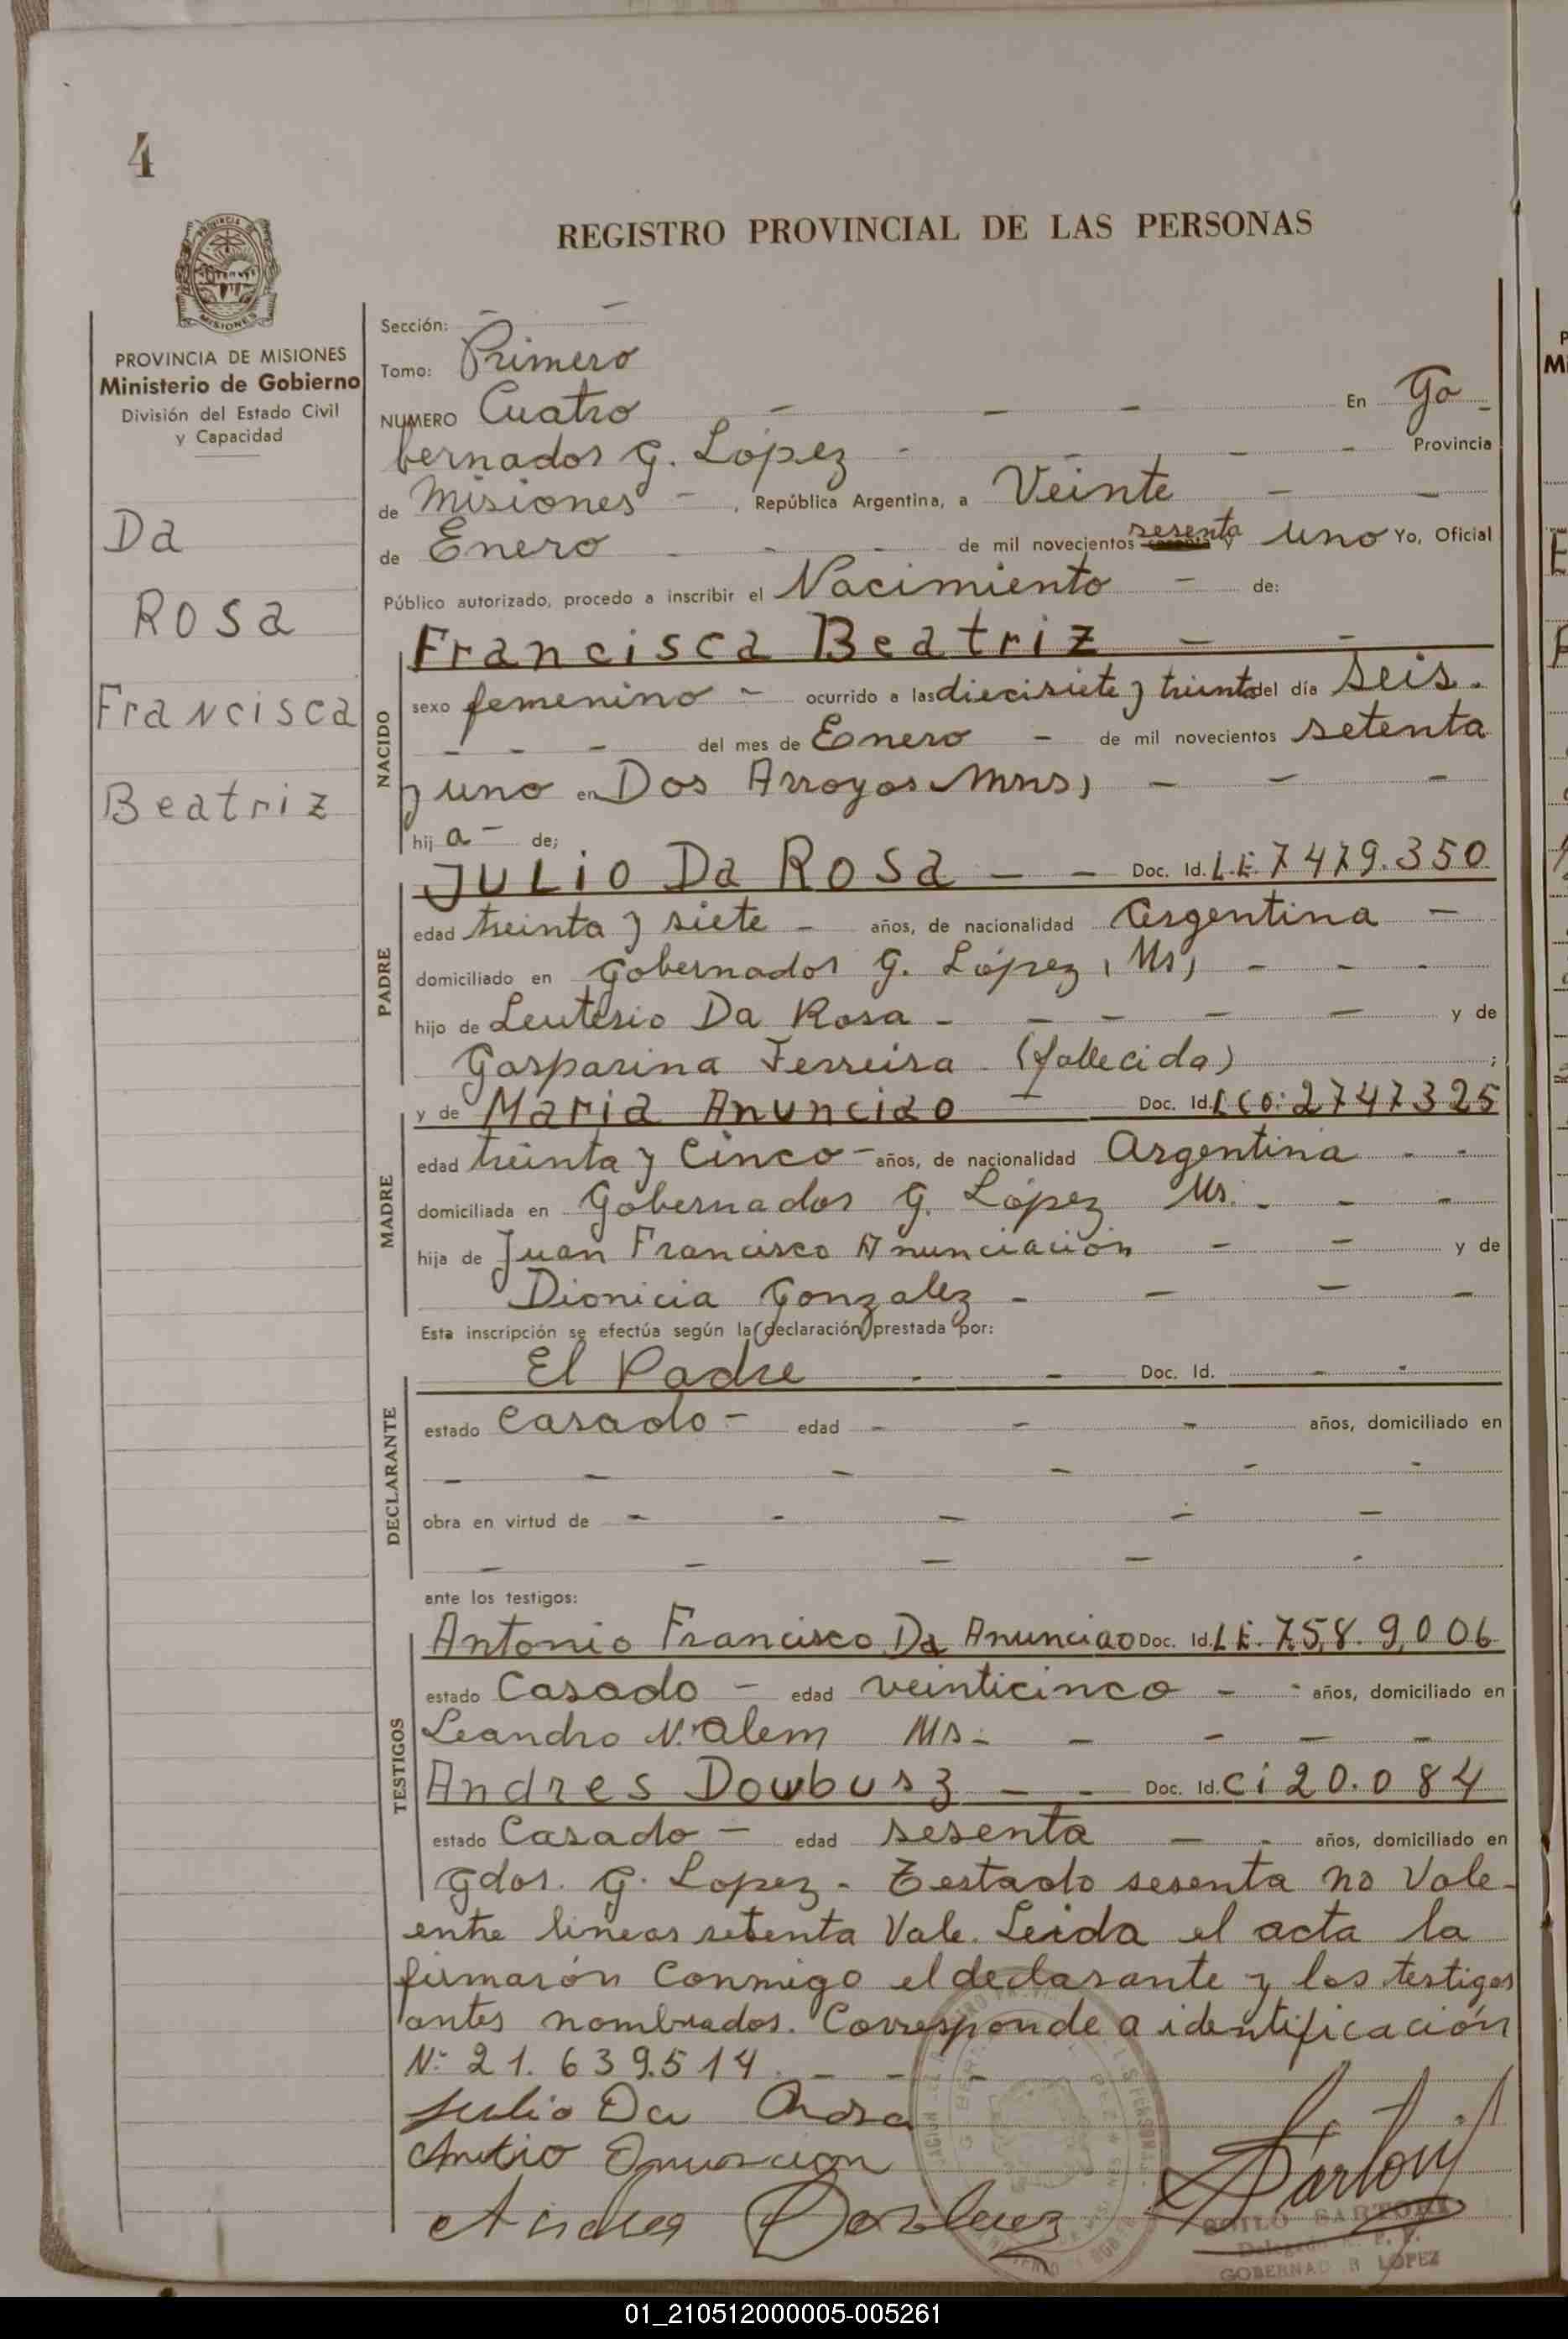 4
REGISTRO PROVINCIAL DE LAS PERSONAS
PROVINCIA DE MISIONES
Ministerio de Gobierno
División del Estado Civil
y Capacidad
Da
Rosa
Francisca
Beatriz
Sección: - -
Tomo: Primero
NUMERO Cuatro - - - En Go-
bernador G. López - - - - Provincia
de Misiones - , República Argentina, a Veinte - -
de Enero - - - de mil novecientos sesenta y uno Yo, Oficial
Público autorizado, procedo a inscribir el Nacimiento - de:
Francisca Beatriz - -
NACIDO
sexo femenino - ocurrido a las diecisiete y treinta del día seis.
- - - del mes de Enero - de mil novecientos setenta
y uno en Dos Arroyos Mns, - - -
hij a - de;
JULIO Da Rosa - - Doc. Id. L.E. 7479.350
PADRE
edad treinta y siete - años, de nacionalidad Argentina -
domiciliado en Gobernador G. López, Ms, - - -
hijo de Leuterio Da Rosa - - - - - y de
Gasparina Ferreira (fallecida) ;
y de Maria Anunciao - Doc. Id. L Co: 2747325
MADRE
edad treinta y Cinco - años, de nacionalidad Argentina - -
domiciliada en Gobernador G. López Ms. - - -
hija de Juan Francisco Anunciación - - y de
Dionicia Gonzalez - - - -
Esta inscripción se efectúa según la declaración prestada por:
El Padre - - Doc. Id. - -
DECLARANTE
estado Casado - edad - - - años, domiciliado en
- - - - - -
obra en virtud de - - - - -
- - - - -
ante los testigos:
Antonio Francisco Da Anunciao Doc. Id. L.E. 758.9,006
TESTIGOS
estado Casado - edad veinticinco - - años, domiciliado en
Leandro N. Alem Ms - - - - -
Andres Dowbusz - - Doc. Id. Ci 20.084
estado Casado - edad sesenta - - años, domiciliado en
Gdor. G. Lopez - Testado sesenta no Vale -
entre lineas setenta Vale. Leida el acta la
firmarón Conmigo el declarante y los testigos
antes nombrados. Corresponde a identificación
N: 21.639.514 - - -
Julio Da Rosa
SARTORI
GOBERNADOR LOPEZ
01_210512000005-005261